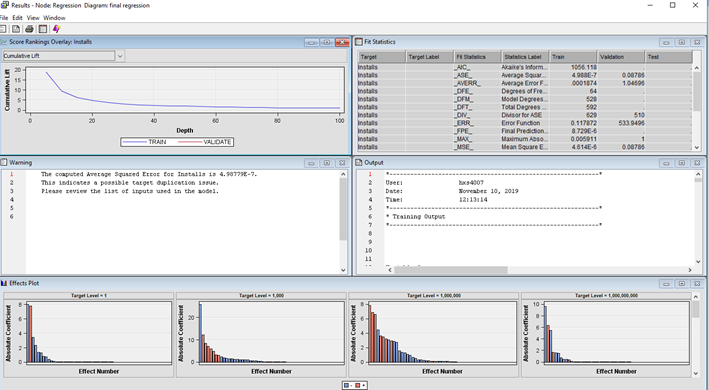 Results - Node: Regression Diagram: final regression
File Edit View Window
Score Rankings Overlay: Installs
Cumulative Lift
Cumulative Lift
20
15
10
5
0
0 20 40 60 80 100
Depth
TRAIN VALIDATE
Fit Statistics
Target Target Label Fit Statistics Statistics Label Train Validation Test
Installs _AIC_ Akaike's Inform... 1056.118
Installs _ASE_ Average Squar... 4.988E-7 0.08786
Installs _AVERR_ Average Error F... .0001874 1.04696
Installs _DFE_ Degrees of Fre... 64
Installs _DFM_ Model Degrees... 528
Installs _DFT_ Total Degrees ... 592
Installs _DIV_ Divisor for ASE 629 510
Installs _ERR_ Error Function 0.117872 533.9496
Installs _FPE_ Final Prediction... 8.729E-6
Installs _MAX_ Maximum Abso... 0.005911 1
Installs _MSE_ Mean Square E... 4.614E-6 0.08786
Warning
1 The computed Average Squared Error for Installs is 4.98779E-7.
2 This indicates a possible target duplication issue.
3 Please review the list of inputs used in the model.
4
5
6
Output
1 *------------------------------------------------------------*
2 User: hxs4007
3 Date: November 10, 2019
4 Time: 12:13:14
5 *------------------------------------------------------------*
6 * Training Output
7 *------------------------------------------------------------*
8
9
10
11
Effects Plot
Target Level = 1
Target Level = 1,000
Target Level = 1,000,000
Target Level = 1,000,000,000
Absolute Coefficient
8
6
4
2
0
Effect Number
Absolute Coefficient
20
10
0
Effect Number
Absolute Coefficient
8
6
4
2
0
Effect Number
Absolute Coefficient
10
8
6
4
2
0
Effect Number
- +